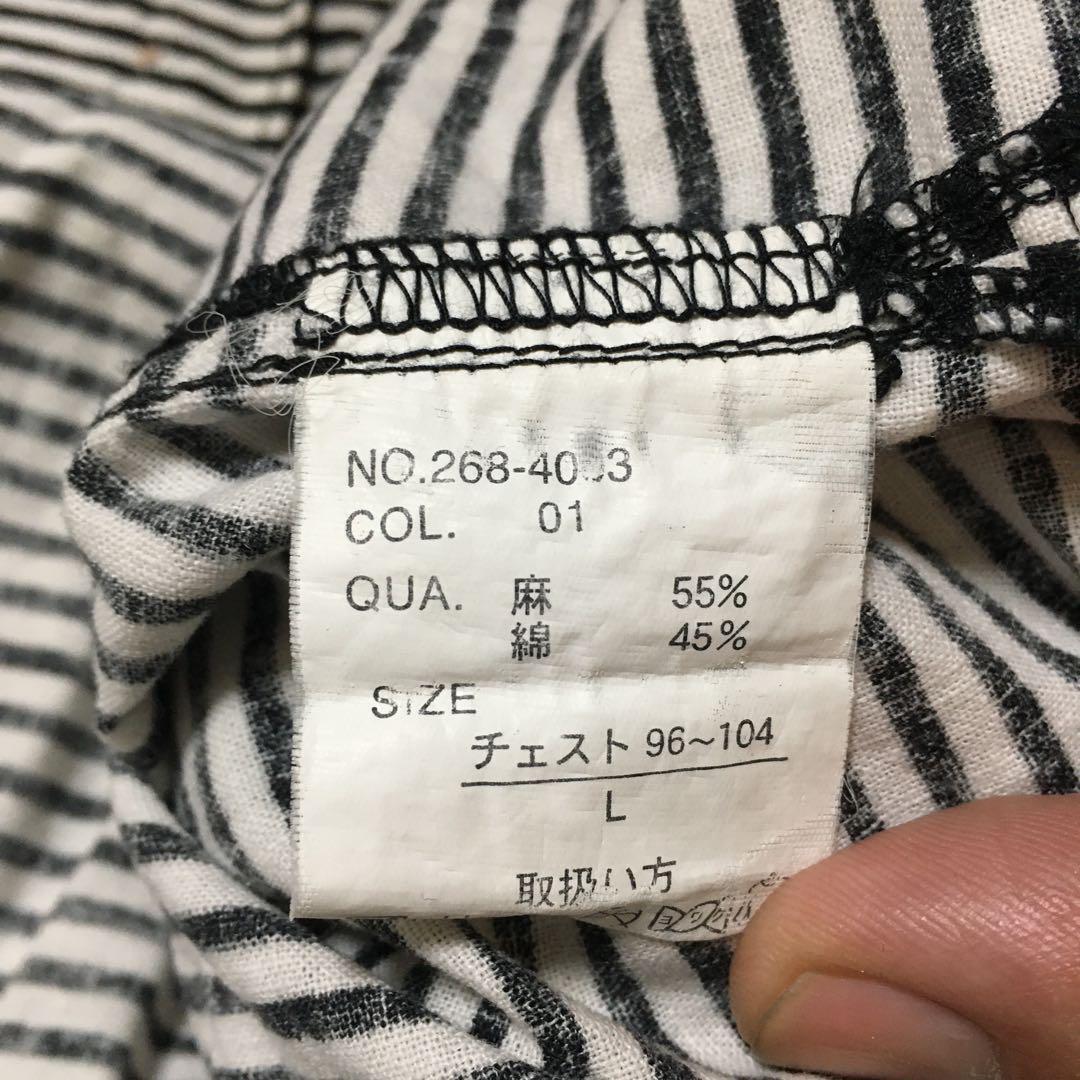 NO.268-40 3
COL. 01
QUA. 麻 55%
綿 45%
SIZE
チェスト 96~104
L
取扱い方